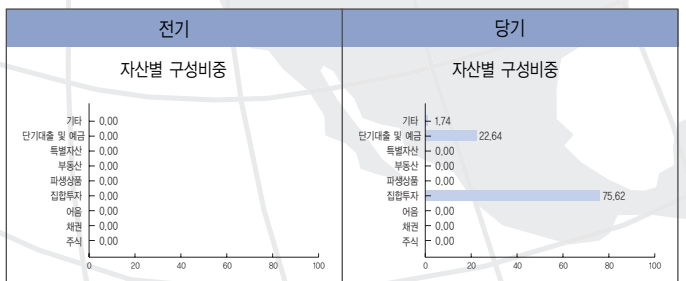 전기
당기
자산별 구성비중
기타 0.00
단기대출 및 예금 0.00
특별자산 0.00
부동산 0.00
파생상품 0.00
집합투자 0.00
어음 0.00
채권 0.00
주식 0.00
0 20 40 60 80 100
자산별 구성비중
기타 1.74
단기대출 및 예금 22.64
특별자산 0.00
부동산 0.00
파생상품 0.00
집합투자 75.62
어음 0.00
채권 0.00
주식 0.00
0 20 40 60 80 100